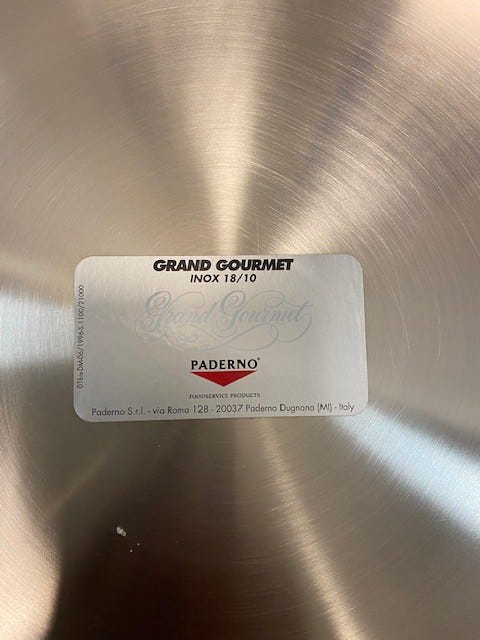 GRAND GOURMET
INOX 18/10
Grand Gourmet
PADERNO®
FOODSERVICE PRODUCTS
Paderno S.r.l. - via Roma 128 - 20037 Paderno Dugnano (MI) - Italy